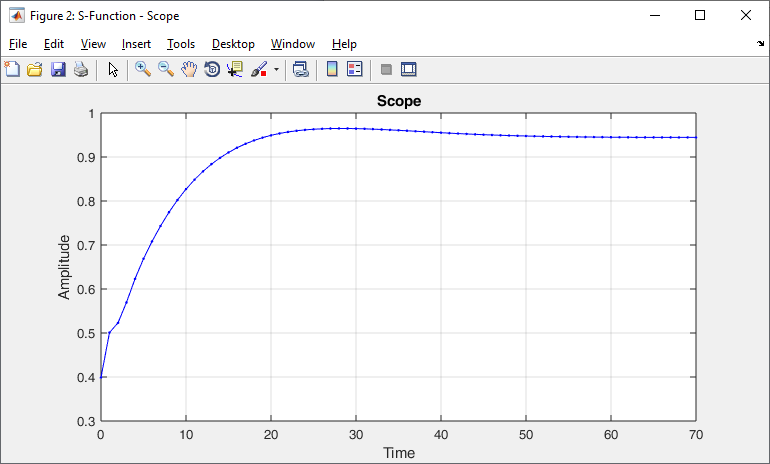 Figure 2: S-Function - Scope
File Edit View Insert Tools Desktop Window Help
Scope
1
0.9
0.8
0.7
0.6
0.5
0.4
0.3
Amplitude
0 10 20 30 40 50 60 70
Time